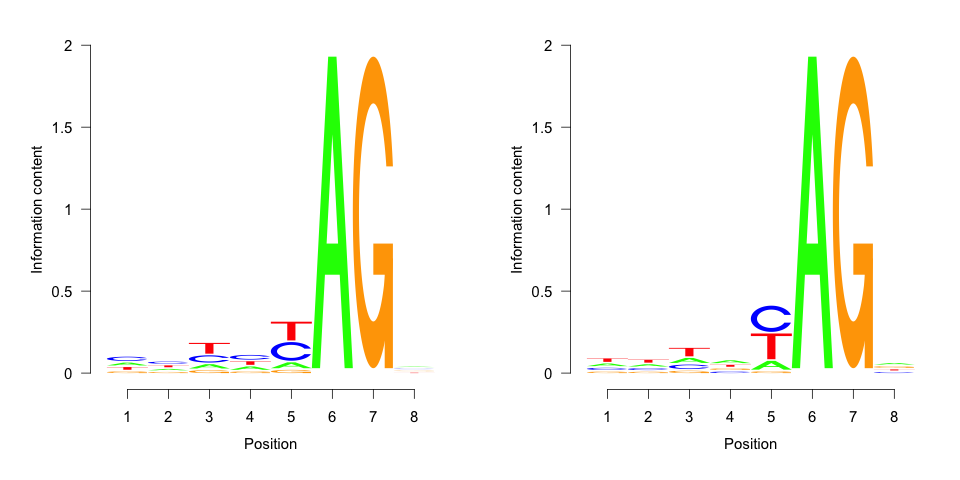 2
1.5
1
0.5
0
Information content
C A T G
C T A G
T C A G
C T A G
T C A G
A
G
1 2 3 4 5 6 7 8
Position
2
1.5
1
0.5
0
Information content
T A C G
T A C G
T A C G
A T G C
C T A G
A
G
1 2 3 4 5 6 7 8
Position